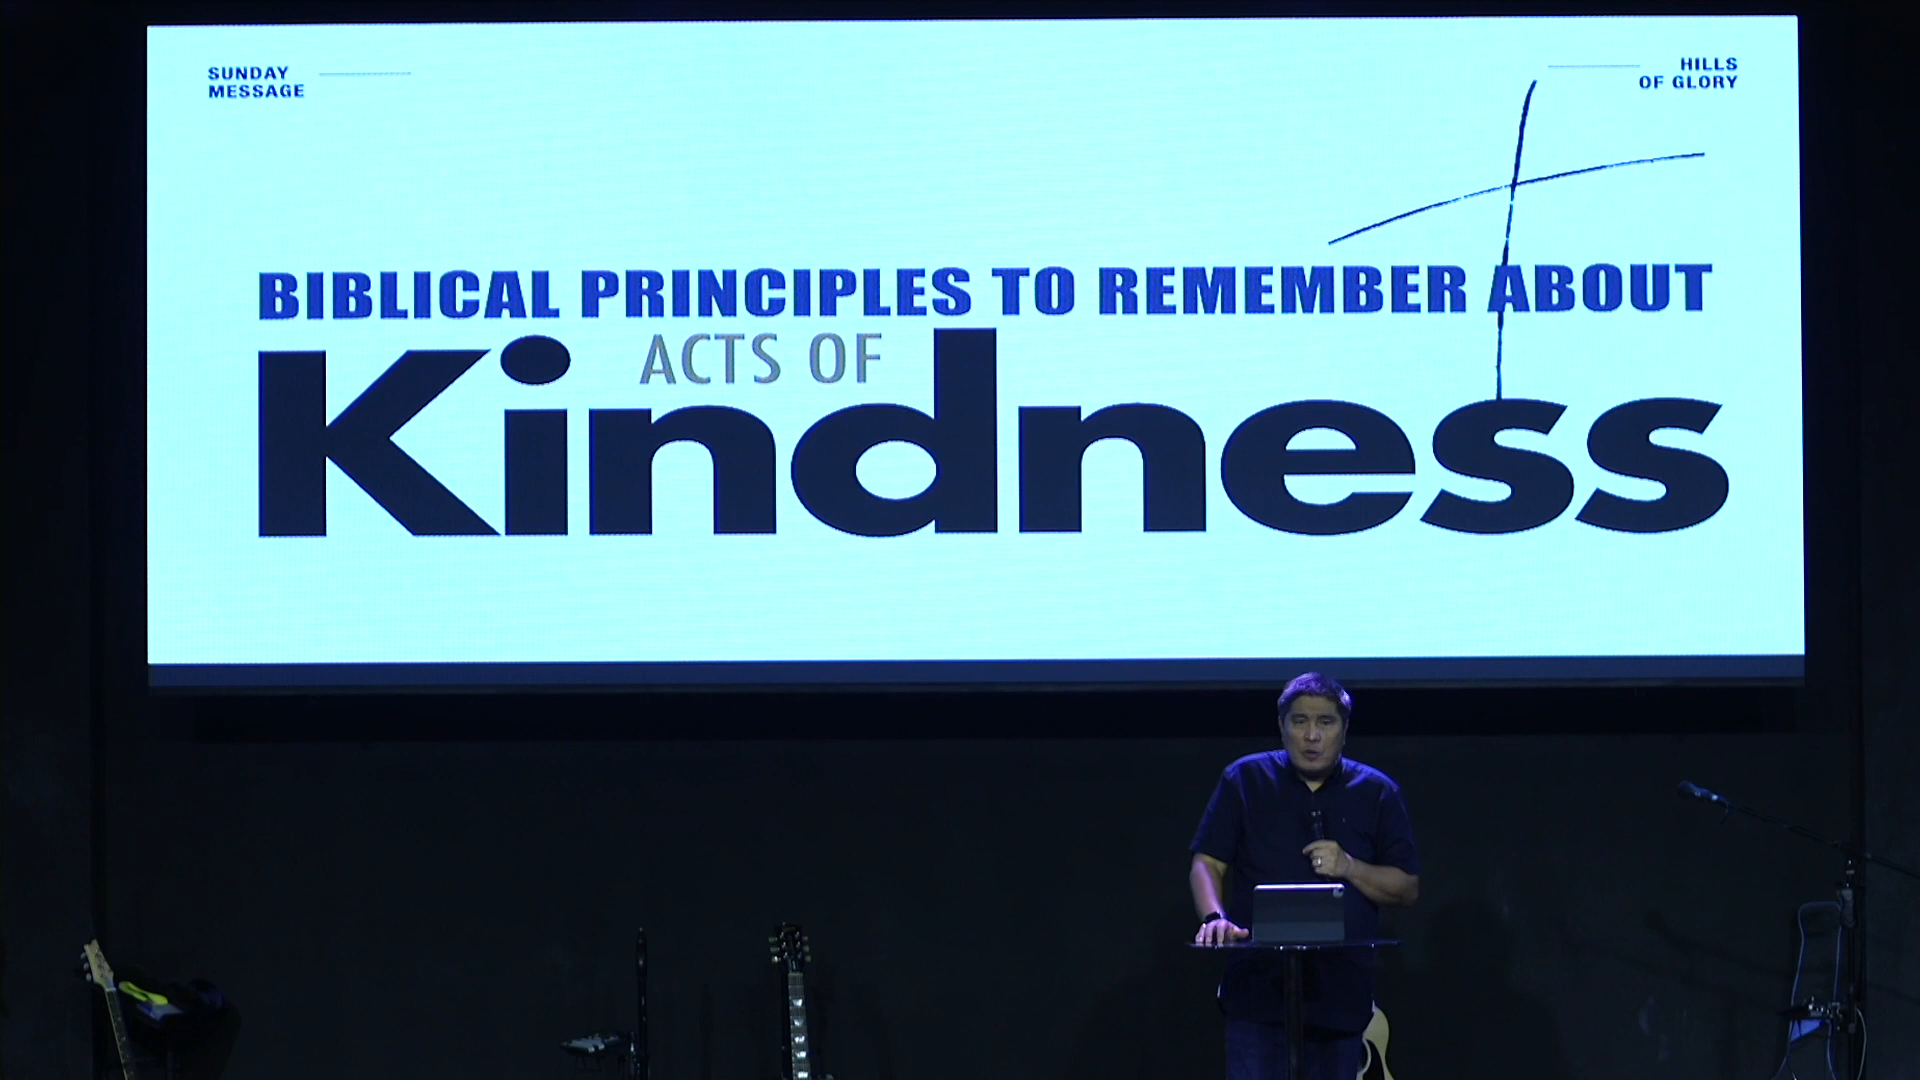 SUNDAY
MESSAGE
HILLS
OF GLORY
BIBLICAL PRINCIPLES TO REMEMBER ABOUT
ACTS OF
Kindness